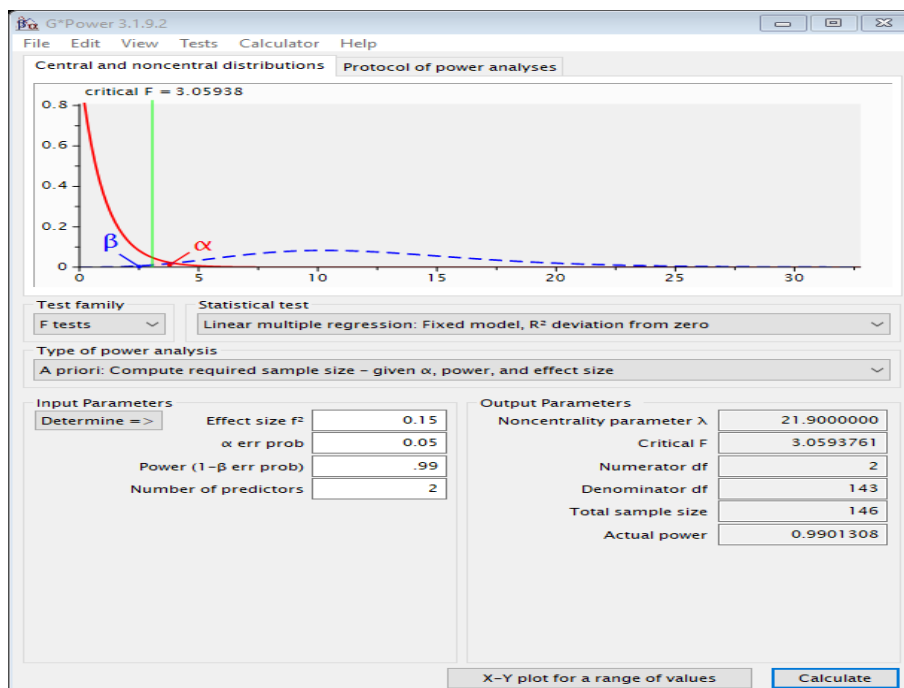 G*Power 3.1.9.2
File Edit View Tests Calculator Help
Central and noncentral distributions Protocol of power analyses
critical F = 3.05938
0.8
0.6
0.4
0.2
0
β α
0 5 10 15 20 25 30
Test family Statistical test
F tests Linear multiple regression: Fixed model, R² deviation from zero
Type of power analysis
A priori: Compute required sample size - given α, power, and effect size
Input Parameters
Determine =>
Effect size f² 0.15
α err prob 0.05
Power (1-β err prob) .99
Number of predictors 2
Output Parameters
Noncentrality parameter λ 21.9000000
Critical F 3.0593761
Numerator df 2
Denominator df 143
Total sample size 146
Actual power 0.9901308
X-Y plot for a range of values Calculate